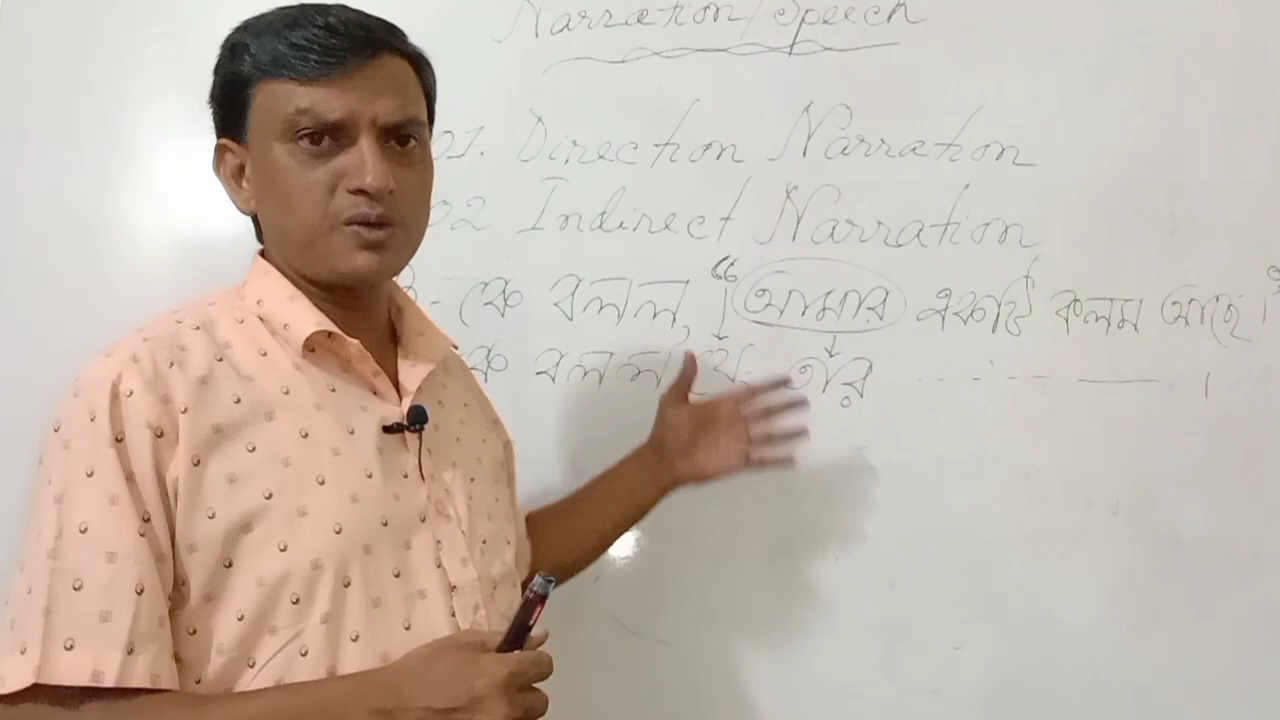 Narration/Speech
01. Direction Narration
02 Indirect Narration
কে বলল, "আমার একটি কলম আছে।"
বলল যে তাঁর